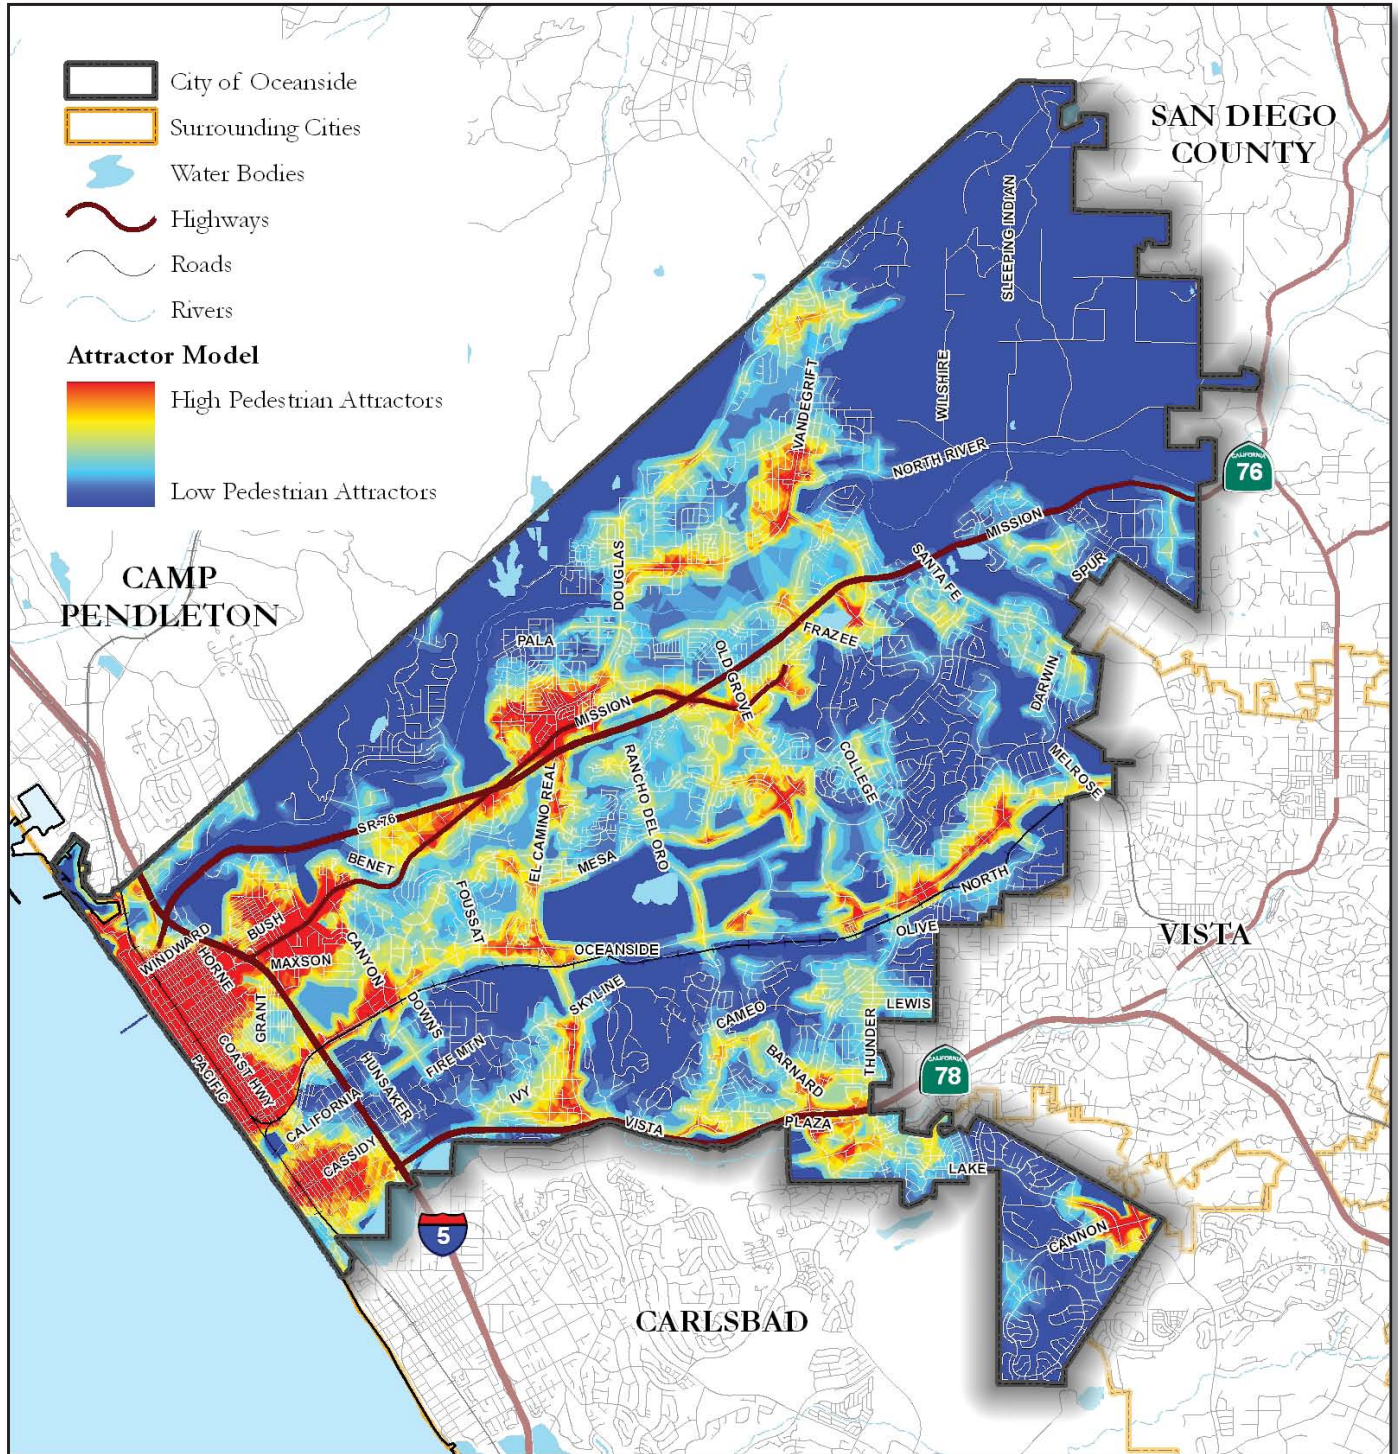 City of Oceanside
Surrounding Cities
Water Bodies
Highways
Roads
Rivers
Attractor Model
High Pedestrian Attractors
Low Pedestrian Attractors
SAN DIEGO
COUNTY
SLEEPING INDIAN
WILSHIRE
VANDEGRIFT
NORTH RIVER
CALIFORNIA
76
MISSION
SPUR
SANTA FE
DOUGLAS
CAMP
PENDLETON
PALA
FRAZEE
OLD GROVE
DARWIN
MISSION
RANCHO DEL ORO
COLLEGE
MELROSE
EL CAMINO REAL
SR-76
BENET
MESA
FOUSSAT
NORTH
BUSH
WINDWARD
HORNE
MAXSON
CANYON
OCEANSIDE
OLIVE
VISTA
GRANT
DOWNS
SKYLINE
CAMEO
LEWIS
THUNDER
COAST HWY
PACIFIC
FIRE MTN
HUNSAKER
BARNARD
CALIFORNIA
78
IVY
CALIFORNIA
CASSIDY
VISTA
PLAZA
LAKE
CANNON
5
CARLSBAD